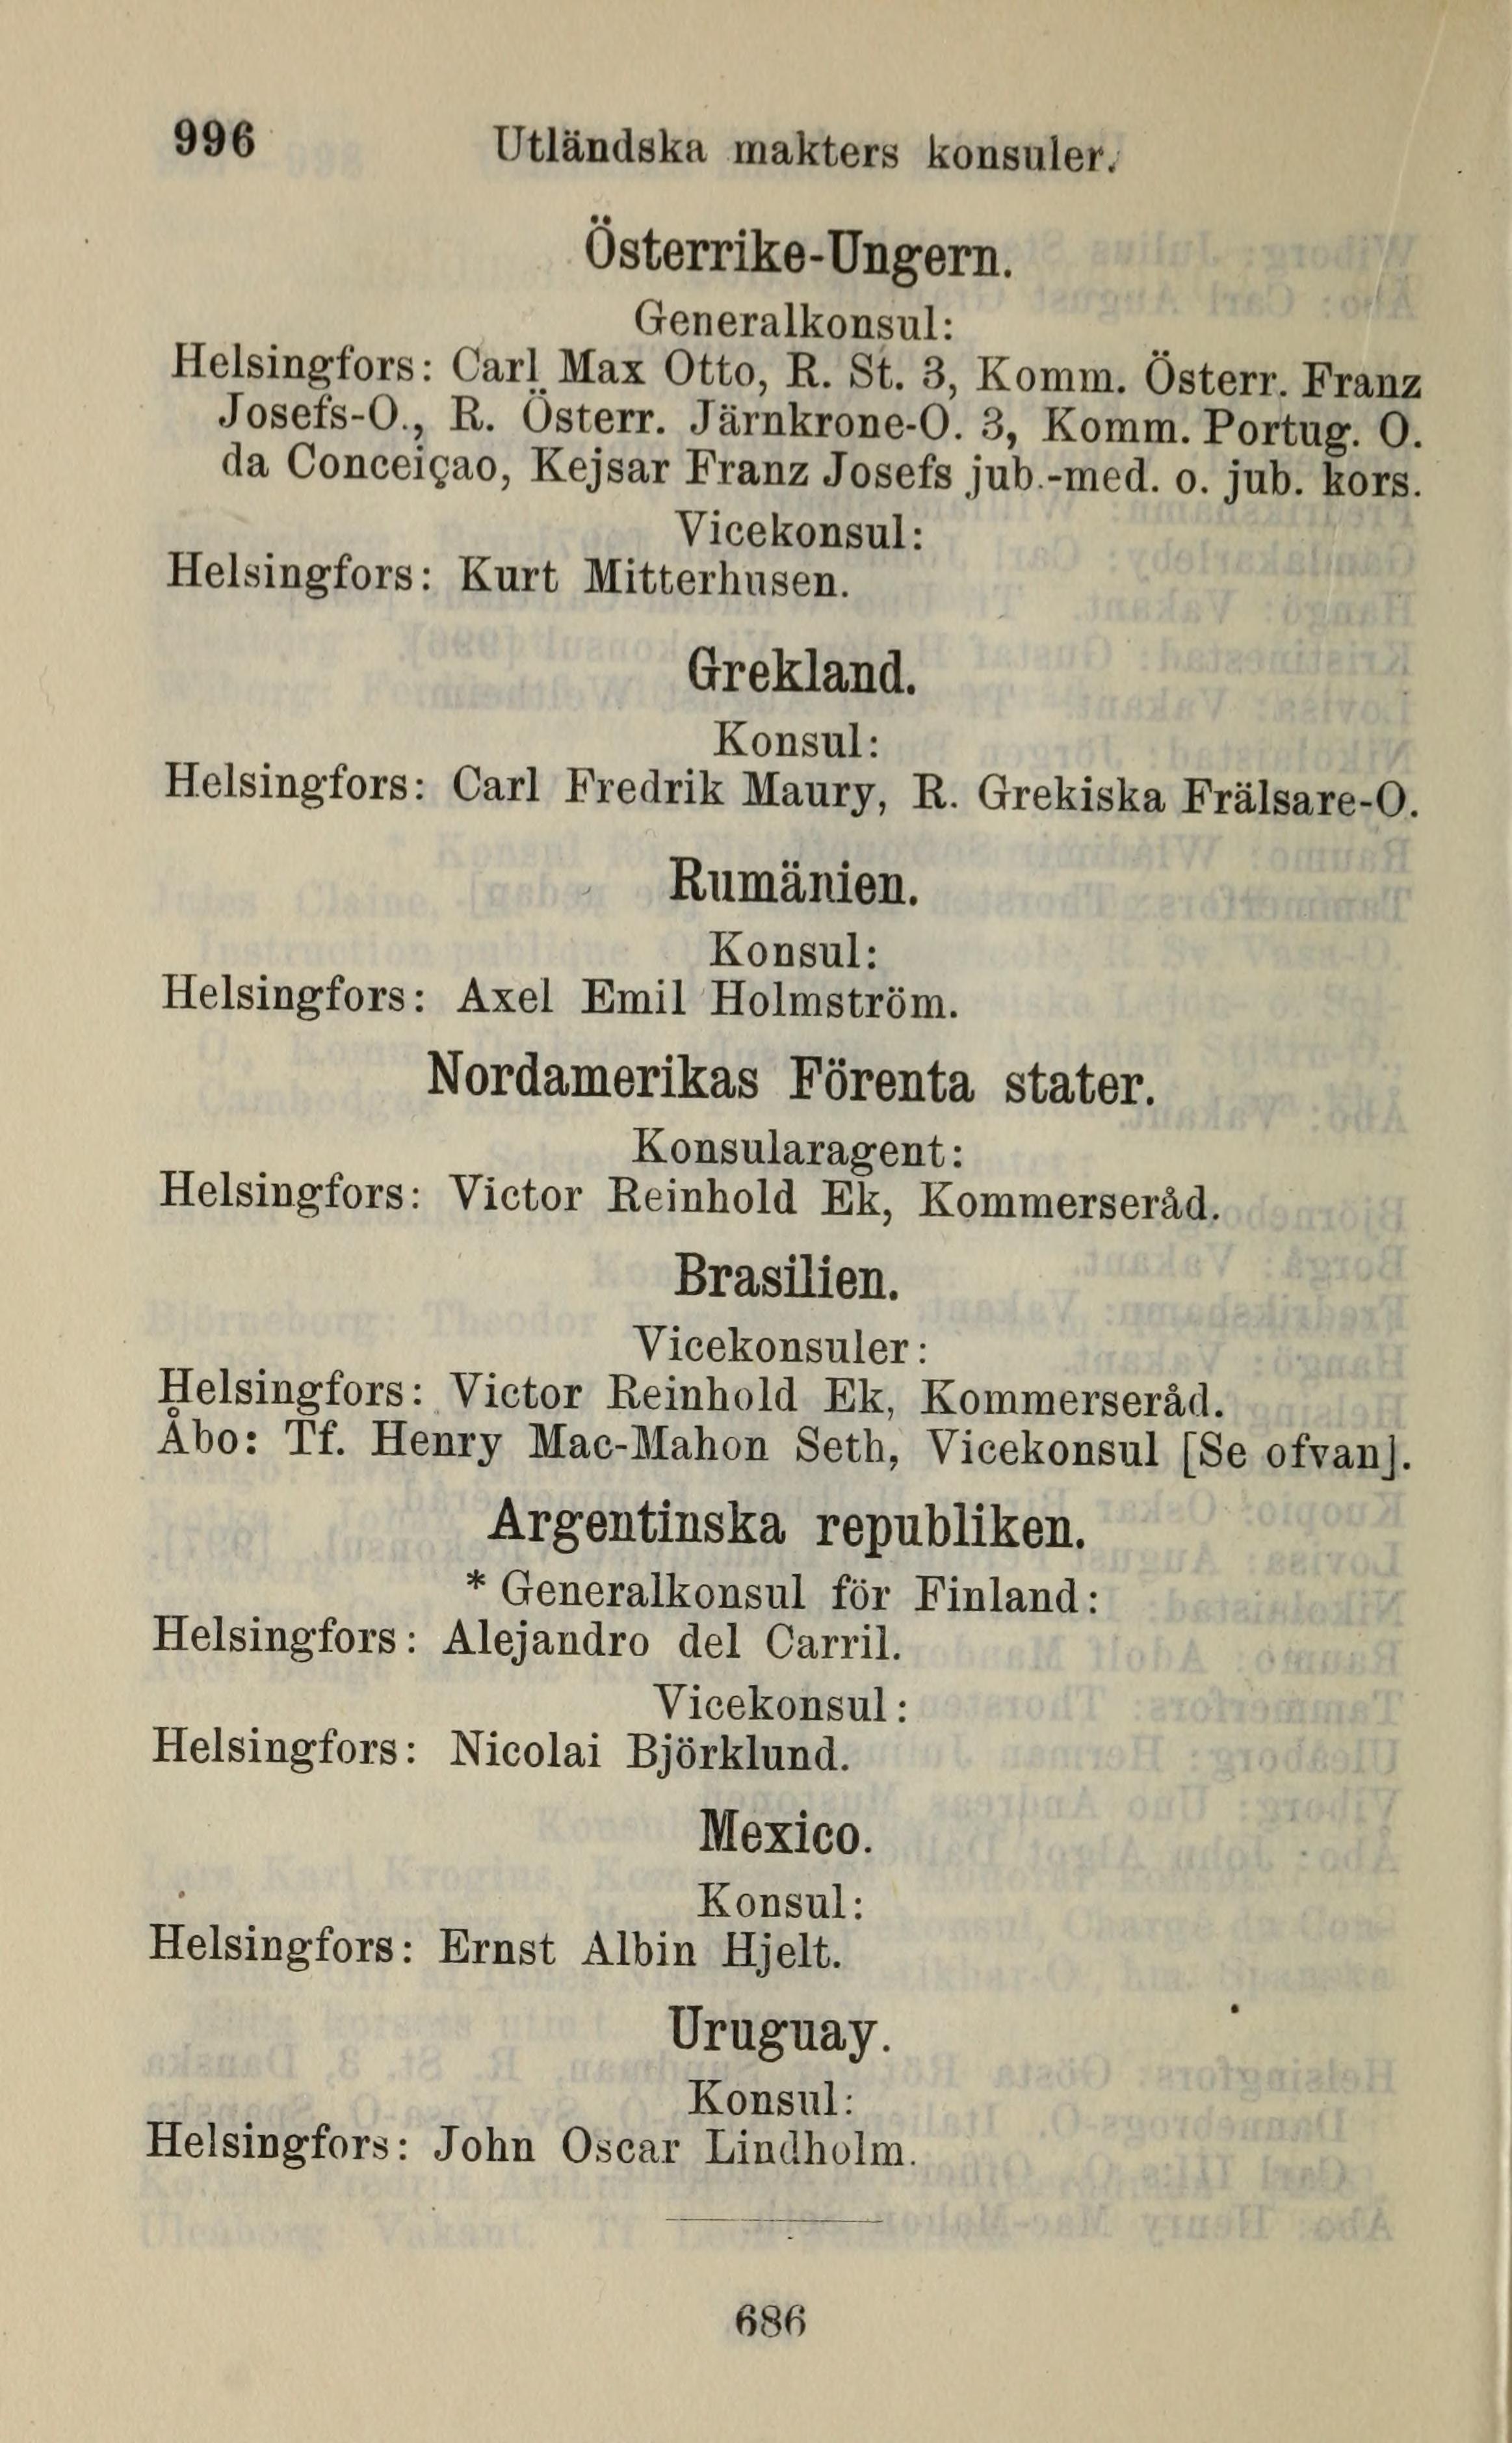 996 Utländska makters konsuler.
Österrike-Ungern.
Generalkonsul:
Helsingfors: Carl Max Otto, R. St. 3, Komm. Österr. Franz
Josefs-O., R. Österr. Järnkrone-O. 3, Komm. Portug. O.
da Conceiçao, Kejsar Franz Josefs jub.-med. o. jub. kors.
Vicekonsul:
Helsingfors: Kurt Mitterhusen.
Grekland.
Konsul:
Helsingfors: Carl Fredrik Maury, R. Grekiska Frälsare-O.
Rumänien.
Konsul:
Helsingfors: Axel Emil Holmström.
Nordamerikas Förenta stater.
Konsularagent:
Helsingfors: Victor Reinhold Ek, Kommerseråd.
Brasilien.
Vicekonsuler:
Helsingfors: Victor Reinhold Ek, Kommerseråd.
Åbo: Tf. Henry Mac-Mahon Seth, Vicekonsul [Se ofvan].
Argentinska republiken.
* Generalkonsul för Finland:
Helsingfors: Alejandro del Carril.
Vicekonsul:
Helsingfors: Nicolai Björklund.
Mexico.
Konsul:
Helsingfors: Ernst Albin Hjelt.
Uruguay.
Konsul:
Helsingfors: John Oscar Lindholm.
686